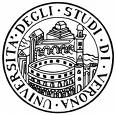 UNIVERSITÀ · DEGLI · STUDI · DI · VERONA ·